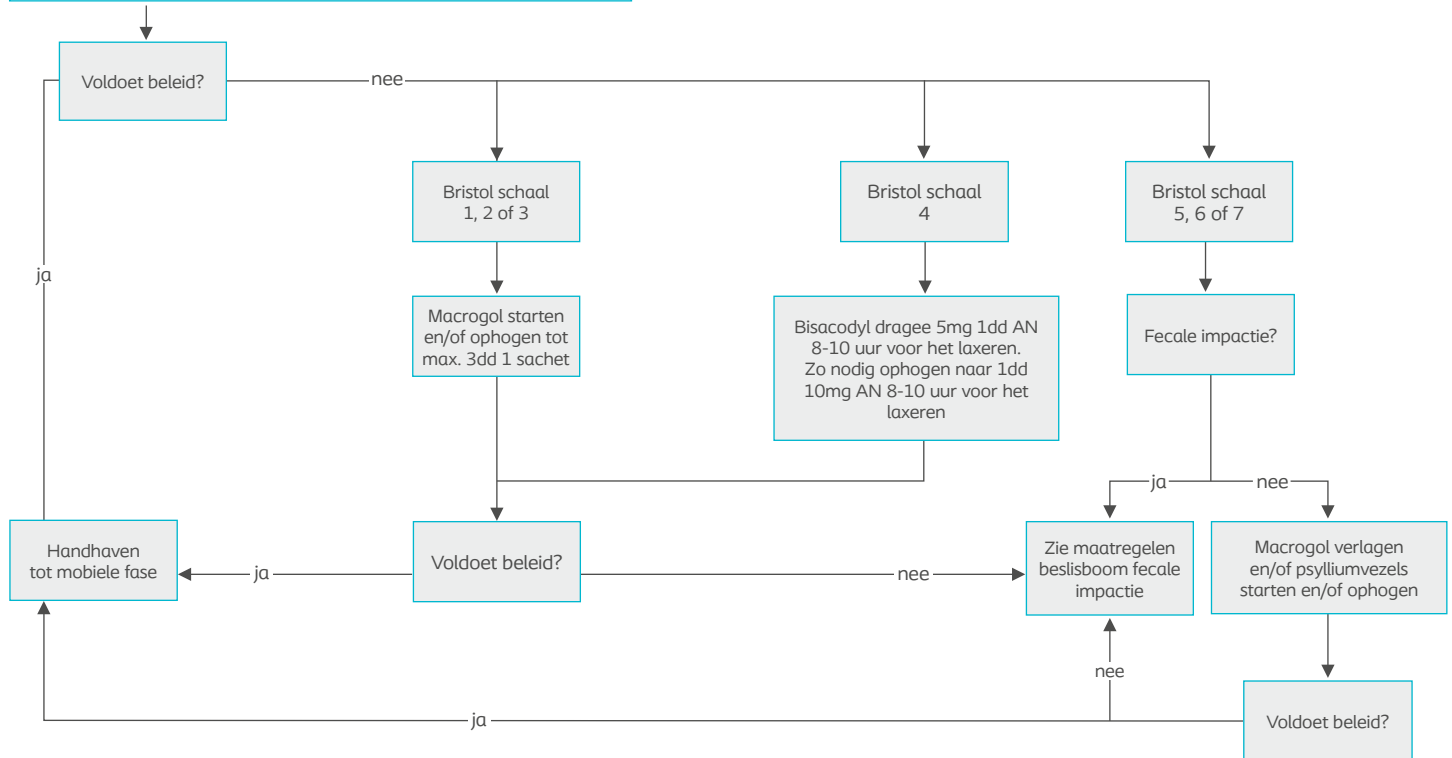 Voldoet beleid?
nee
Bristol schaal
1, 2 of 3
Bristol schaal
4
Bristol schaal
5, 6 of 7
ja
Macrogol starten
en/of ophogen tot
max. 3dd 1 sachet
Bisacodyl dragee 5mg 1dd AN
8-10 uur voor het laxeren.
Zo nodig ophogen naar 1dd
10mg AN 8-10 uur voor het
laxeren
Fecale impactie?
ja
nee
Handhaven
tot mobiele fase
ja
Voldoet beleid?
nee
Zie maatregelen
beslisboom fecale
impactie
Macrogol verlagen
en/of psylliumvezels
starten en/of ophogen
nee
ja
Voldoet beleid?